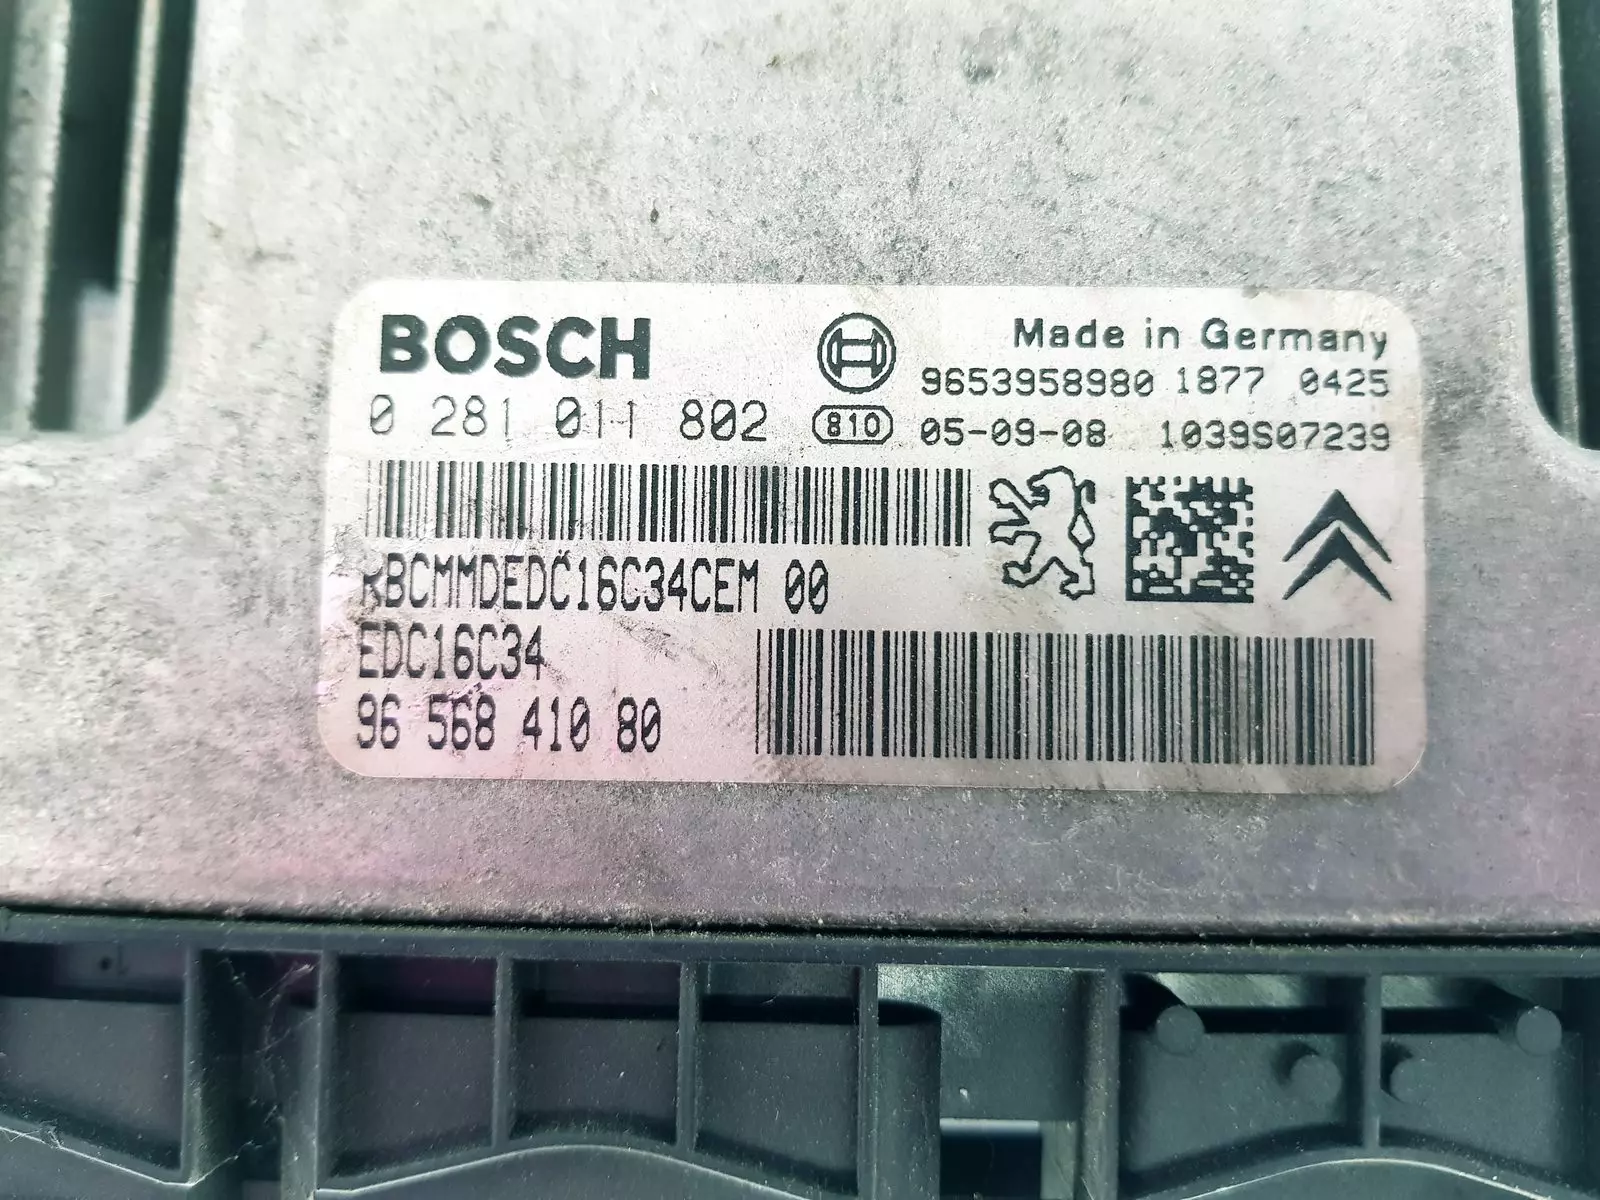 BOSCH
Made in Germany
9653958980 1877 0425
0 281 011 802 810 05-09-08 1039S07239
RBCMMDEDC16C34CEM 00
EDC16C34
96 568 410 80